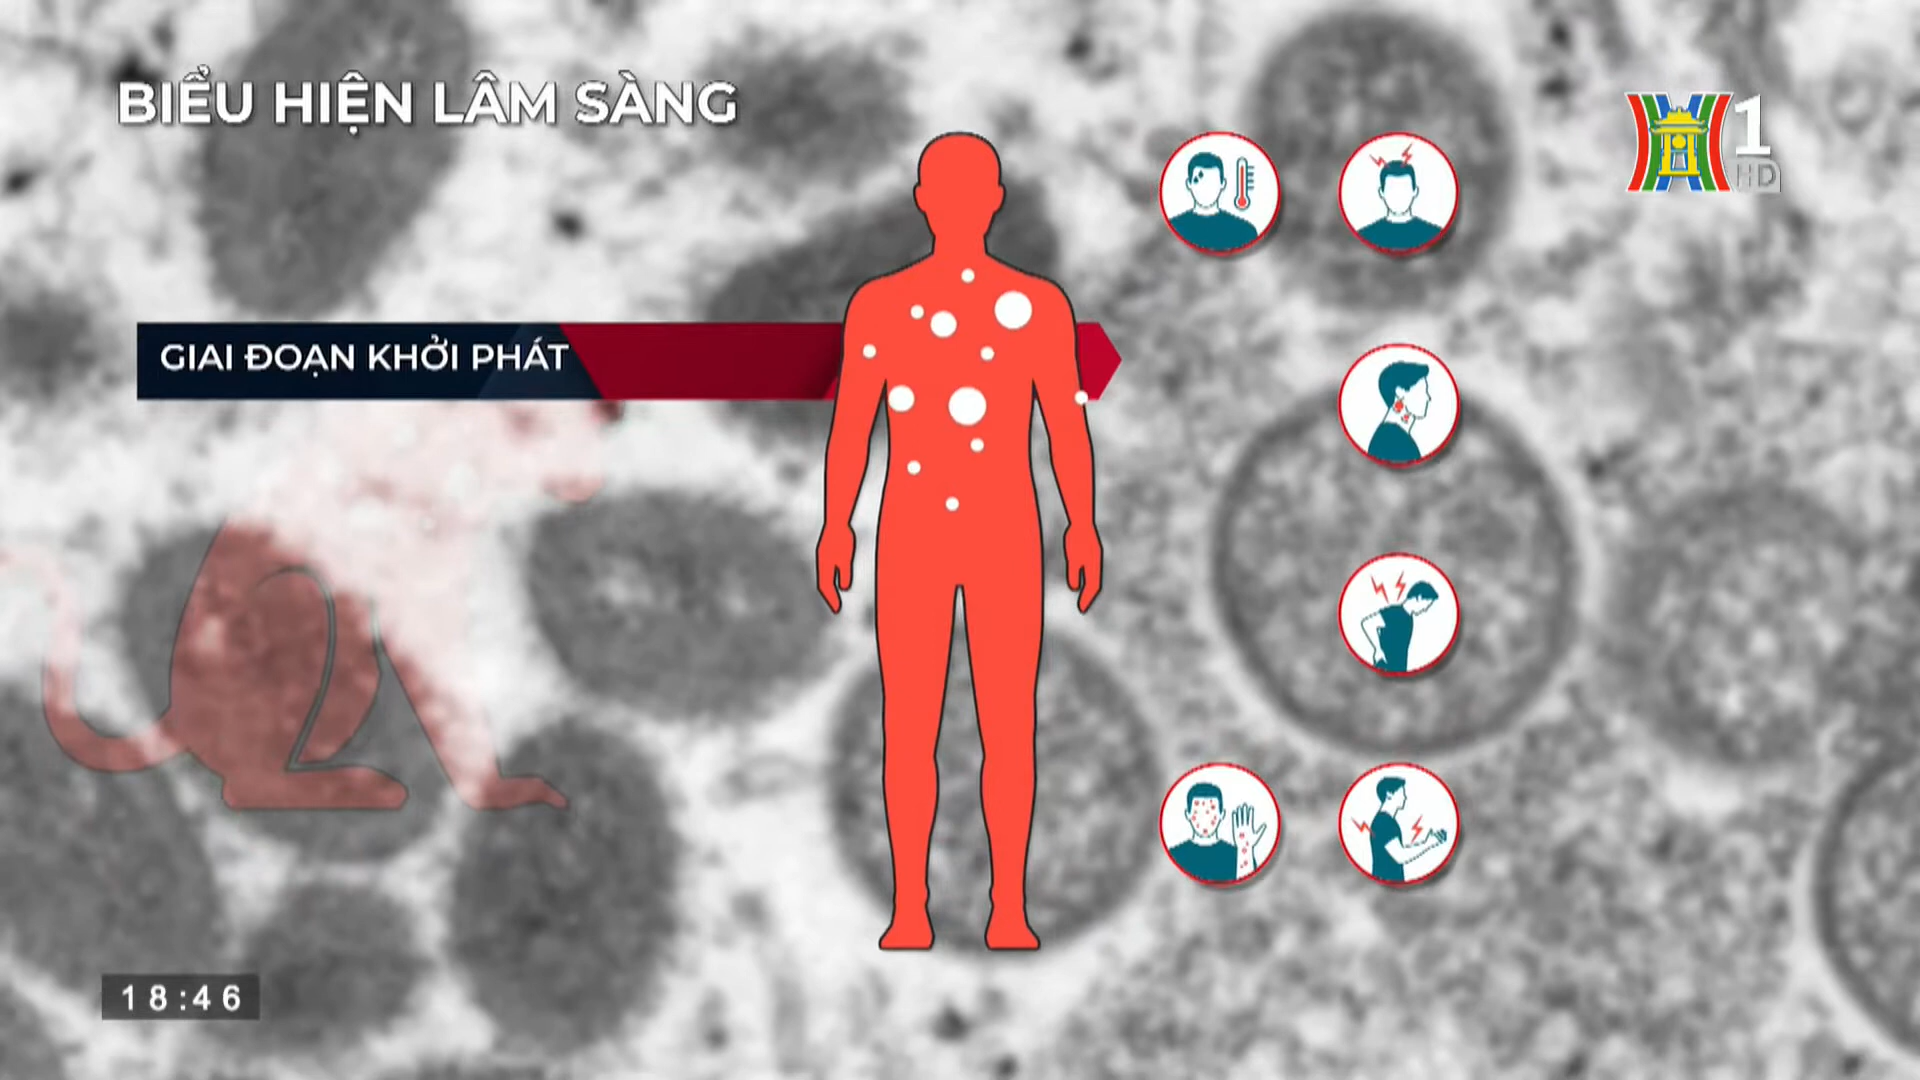 BIỂU HIỆN LÂM SÀNG
1
HD
GIAI ĐOẠN KHỞI PHÁT
18:46